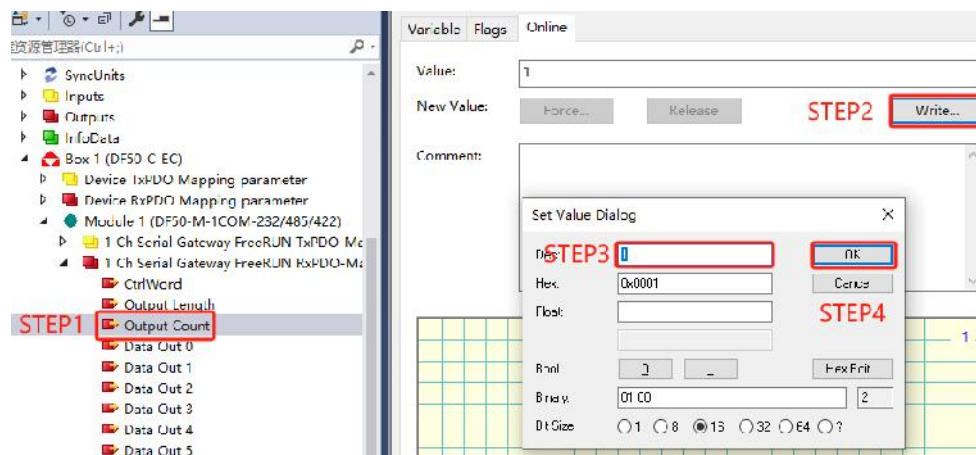 资源管理器(Ctrl+;)
SyncUnits
Inputs
Outputs
InfoData
Box 1 (DF50-C-EC)
Device TxPDO Mapping parameter
Device RxPDO Mapping parameter
Module 1 (DF50-M-1COM-232/485/422)
1 Ch Serial Gateway FreeRUN TxPDO-Ma
1 Ch Serial Gateway FreeRUN RxPDO-Ma
CtrlWord
Output Length
STEP1 Output Count
Data Out 0
Data Out 1
Data Out 2
Data Out 3
Data Out 4
Data Out 5
Variable Flags Online
Value: 1
New Value: Force... Release STEP2 Write...
Comment:
Set Value Dialog
STEP3 1 OK
Hex: 0x0001 Cancel
Float: STEP4
Bool: 0 Hex Edit
Binary: 01 00 2
Bit Size 1 8 16 32 64 ?
1